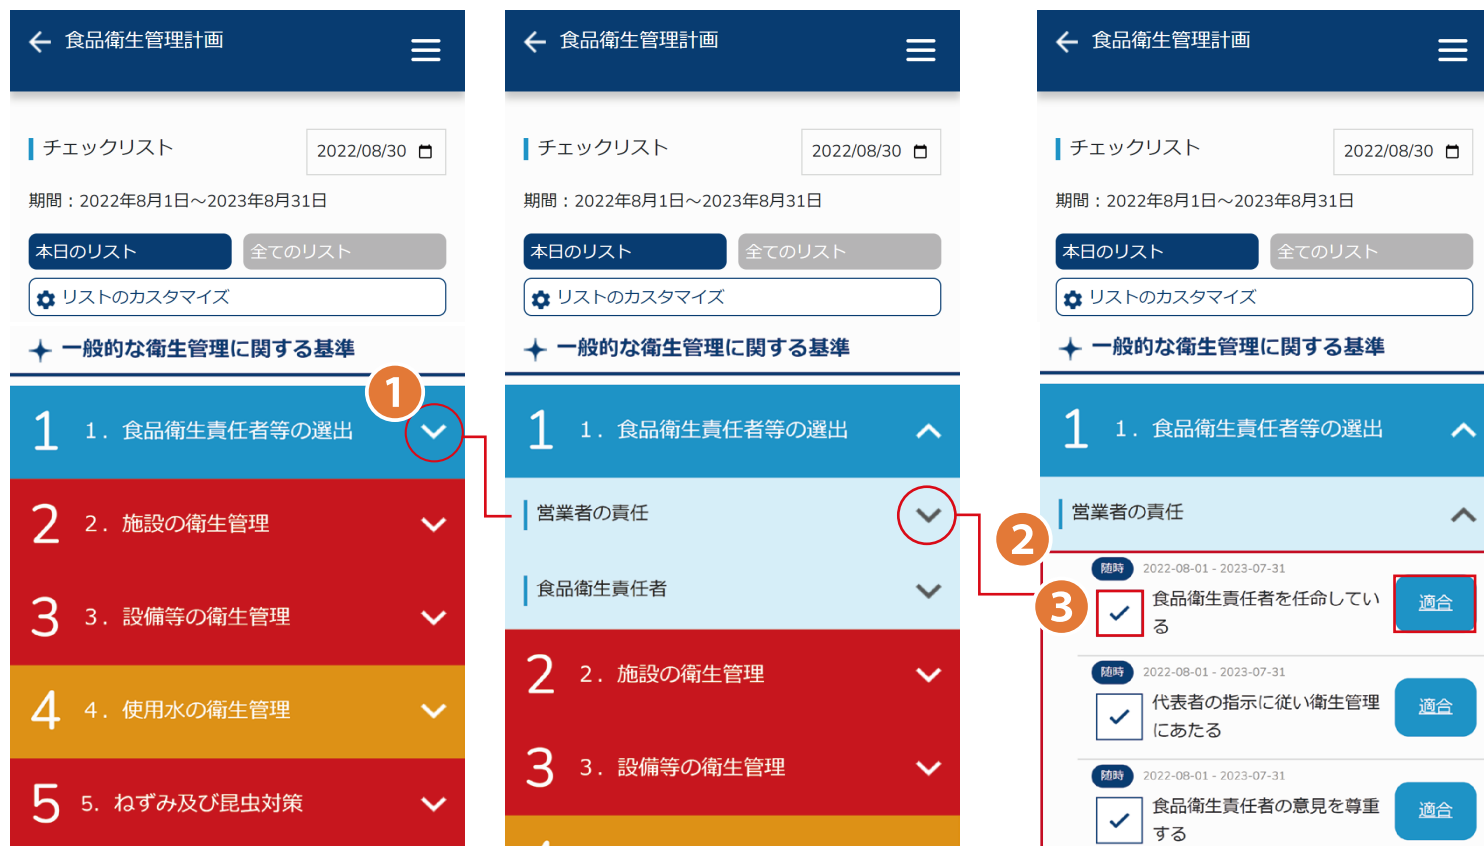 食品衛生管理計画
チェックリスト
2022/08/30
期間：2022年8月1日～2023年8月31日
本日のリスト
全てのリスト
リストのカスタマイズ
一般的な衛生管理に関する基準
1
1
1．食品衛生責任者等の選出
2
2．施設の衛生管理
3
3．設備等の衛生管理
4
4．使用水の衛生管理
5
5. ねずみ及び昆虫対策
食品衛生管理計画
チェックリスト
2022/08/30
期間：2022年8月1日～2023年8月31日
本日のリスト
全てのリスト
リストのカスタマイズ
一般的な衛生管理に関する基準
1
1．食品衛生責任者等の選出
営業者の責任
2
食品衛生責任者
2
2．施設の衛生管理
3
3．設備等の衛生管理
食品衛生管理計画
チェックリスト
2022/08/30
期間：2022年8月1日～2023年8月31日
本日のリスト
全てのリスト
リストのカスタマイズ
一般的な衛生管理に関する基準
1
1．食品衛生責任者等の選出
営業者の責任
随時 2022-08-01 - 2023-07-31
3
食品衛生責任者を任命してい
る
適合
随時 2022-08-01 - 2023-07-31
代表者の指示に従い衛生管理
にあたる
適合
随時 2022-08-01 - 2023-07-31
食品衛生責任者の意見を尊重
する
適合